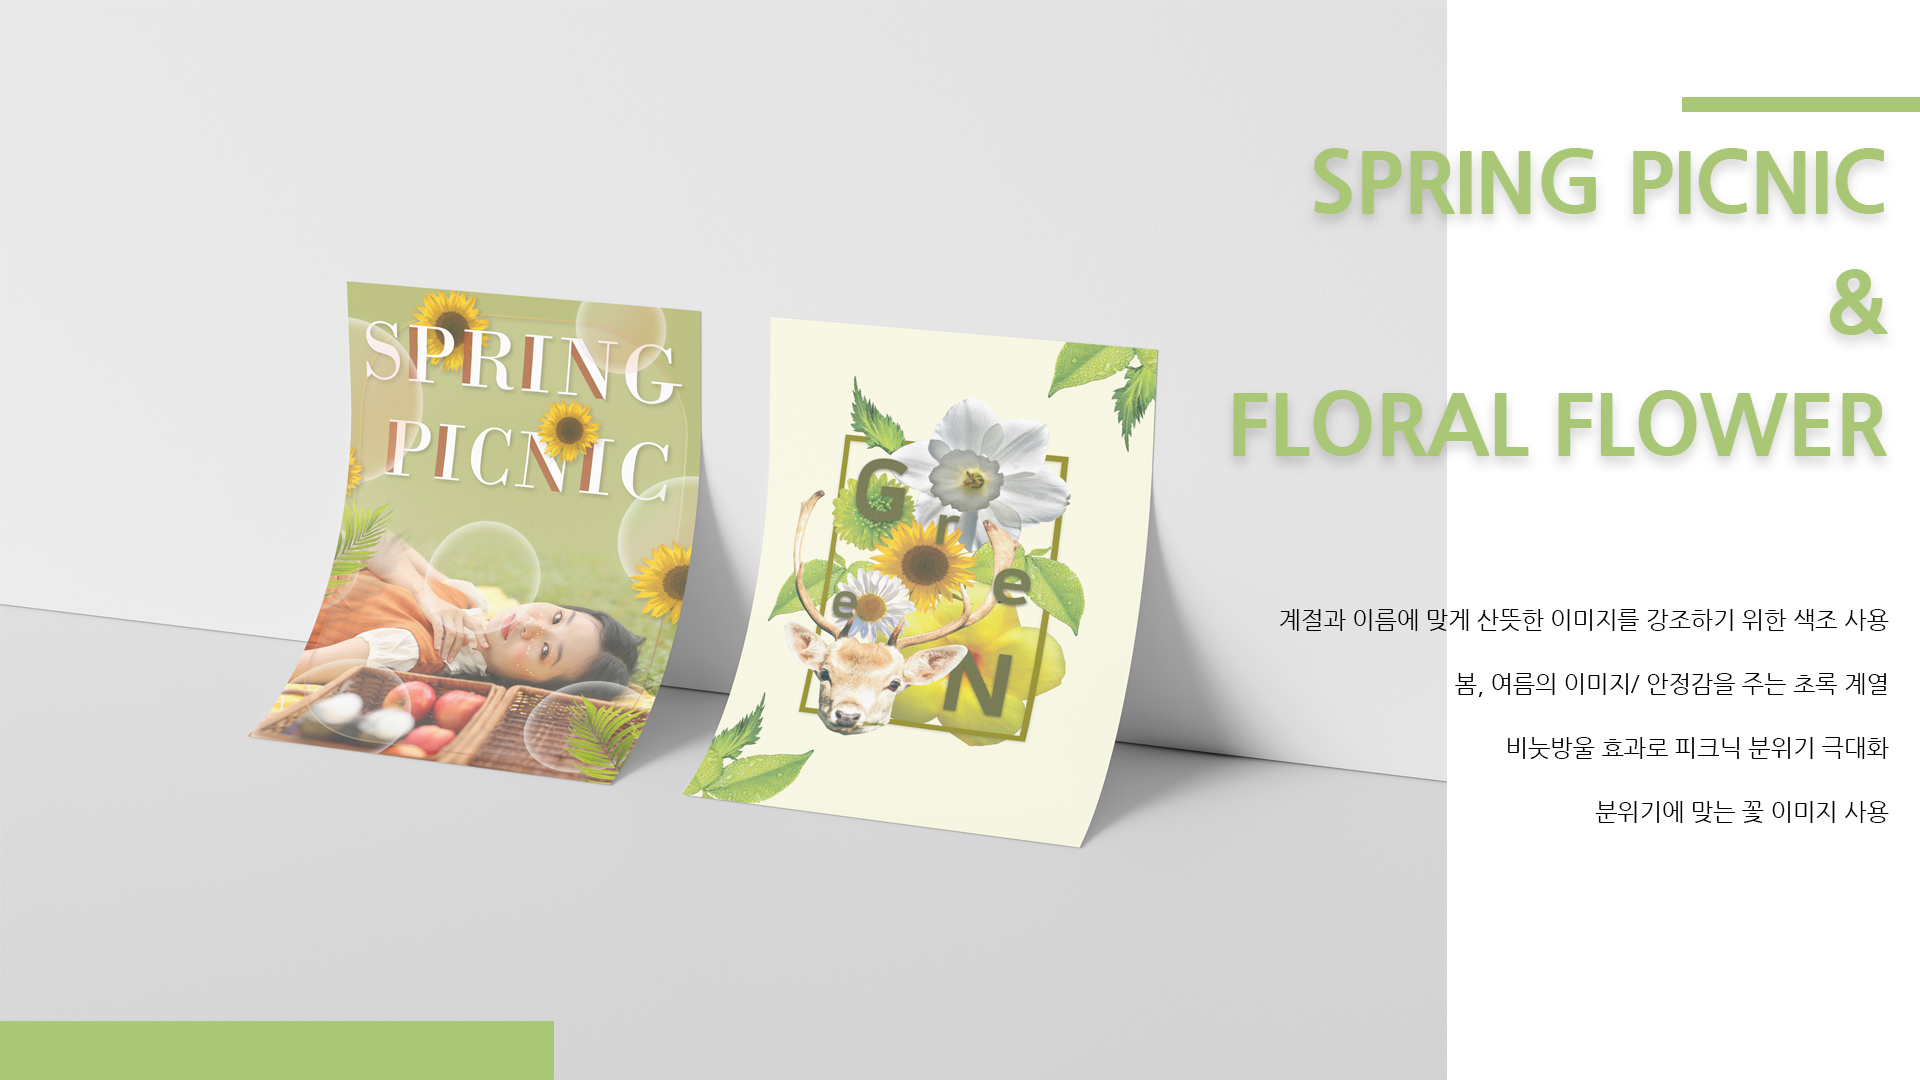 SPRING
PICNIC
G
r
e
e
N
SPRING PICNIC
&
FLORAL FLOWER
계절과 이름에 맞게 산뜻한 이미지를 강조하기 위한 색조 사용
봄, 여름의 이미지/ 안정감을 주는 초록 계열
비눗방울 효과로 피크닉 분위기 극대화
분위기에 맞는 꽃 이미지 사용